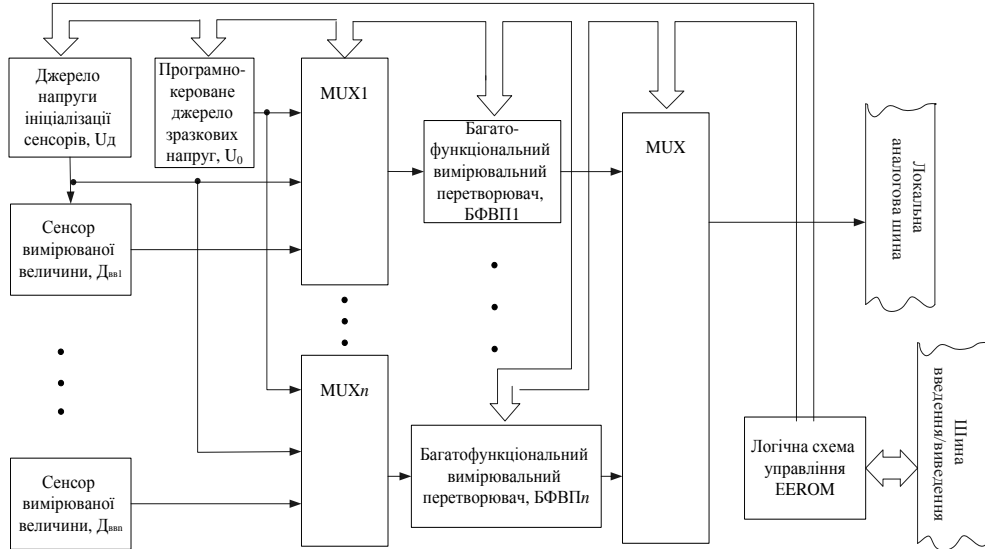 Джерело
напруги
ініціалізації
сенсорів, Uд
Програмно-
кероване
джерело
зразкових
напруг, U0
MUX1
Багато-
функціональний
вимірювальний
перетворювач,
БФВП1
MUX
Локальна
аналогова шина
Сенсор
вимірюваної
величини, Двв1
MUXn
Багатофункціональний
вимірювальний
перетворювач, БФВПn
Логічна схема
управління
EEROM
Шина
введення/виведення
Сенсор
вимірюваної
величини, Дввn